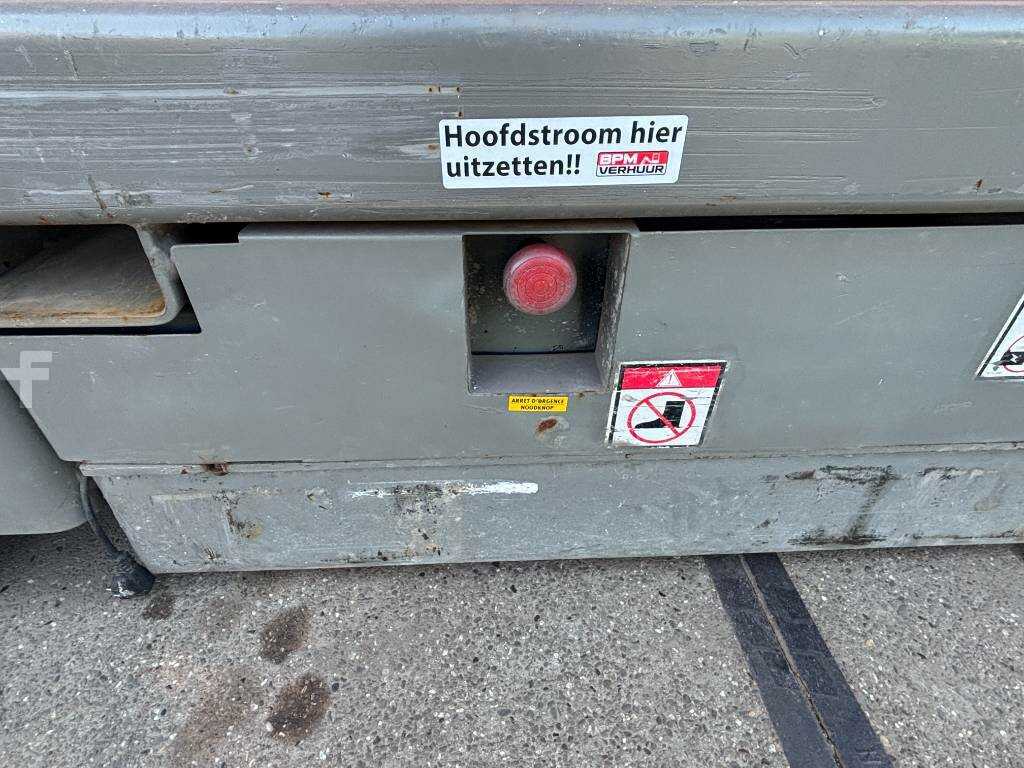 Hoofdstroom hier
uitzetten!!
BPM
VERHUUR
ARRET D'URGENCE
NOODKNOP
f